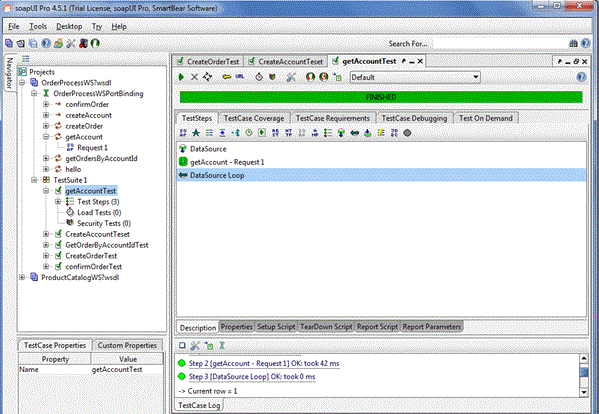 soapUI Pro 4.5.1 (Trial License, soapUI Pro, SmartBear Software)
File Tools Desktop Try Help
Search For...
Navigator
Projects
OrderProcessWS?wsdl
OrderProcessWSPortBinding
confirmOrder
createAccount
createOrder
getAccount
Request 1
getOrdersByAccountId
hello
TestSuite 1
getAccountTest
Test Steps (3)
Load Tests (0)
Security Tests (0)
CreateAccountTeset
GetOrderByAccountIdTest
CreateOrderTest
confirmOrderTest
ProductCatalogWS?wsdl
TestCase Properties Custom Properties
Property Value
Name getAccountTest
CreateOrderTest CreateAccountTeset getAccountTest
Default
FINISHED
TestSteps TestCase Coverage TestCase Requirements TestCase Debugging Test On Demand
DataSource
getAccount - Request 1
DataSource Loop
Description Properties Setup Script TearDown Script Report Script Report Parameters
Step 2 [getAccount - Request 1] OK: took 42 ms
Step 3 [DataSource Loop] OK: took 0 ms
-> Current row = 1
TestCase Log